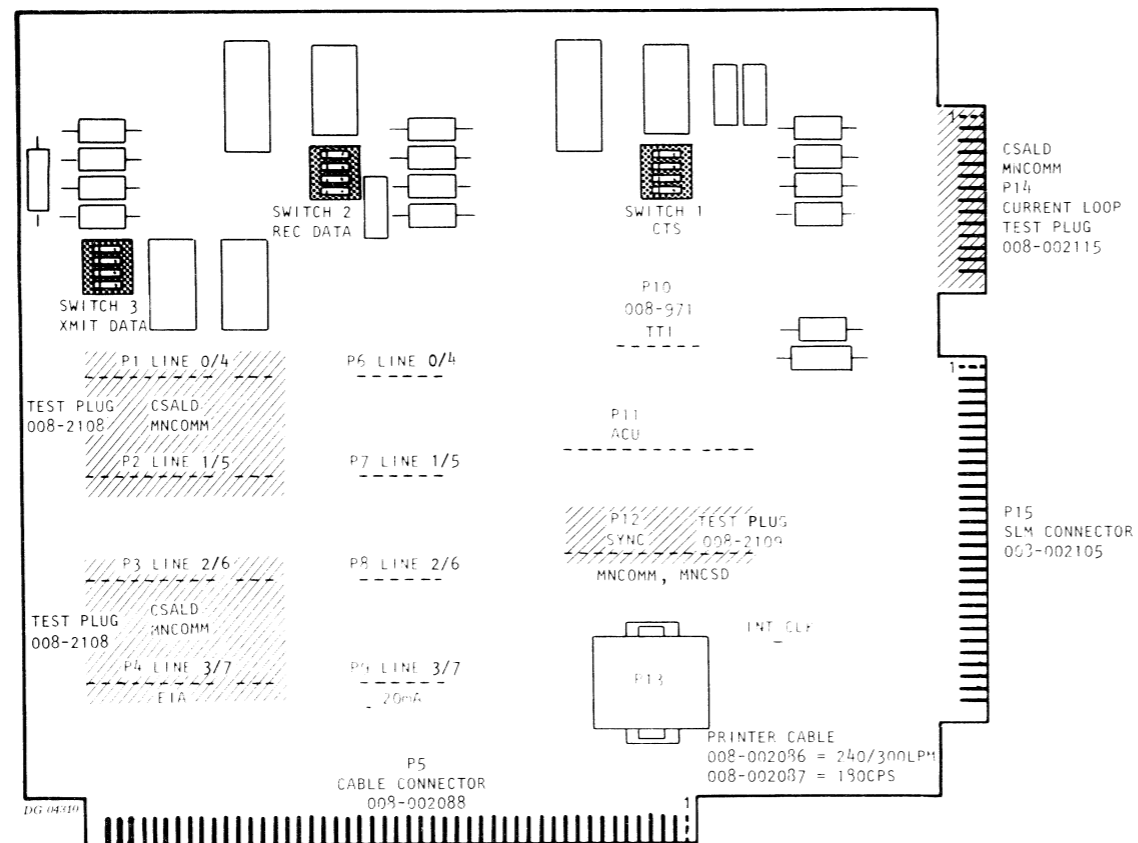 1
CSALD
MNCOMM
P14
CURRENT LOOP
TEST PLUG
008-002115
SWITCH 2
REC DATA
SWITCH 1
CTS
SWITCH 3
XMIT DATA
P10
008-971
TTI
P1 LINE 0/4
P6 LINE 0/4
1
TEST PLUG
008-2108
CSALD
MNCOMM
P11
ACU
P2 LINE 1/5
P7 LINE 1/5
P12
SYNC
TEST PLUG
008-2109
P15
SLM CONNECTOR
003-002105
P3 LINE 2/6
P8 LINE 2/6
MNCOMM, MNCSD
TEST PLUG
008-2108
CSALD
MNCOMM
INT
P4 LINE 3/7
EIA
P9 LINE 3/7
20mA
P13
PRINTER CABLE
008-002086 = 240/300LPM
008-002087 = 180CPS
P5
CABLE CONNECTOR
008-002088
1
DG-04310